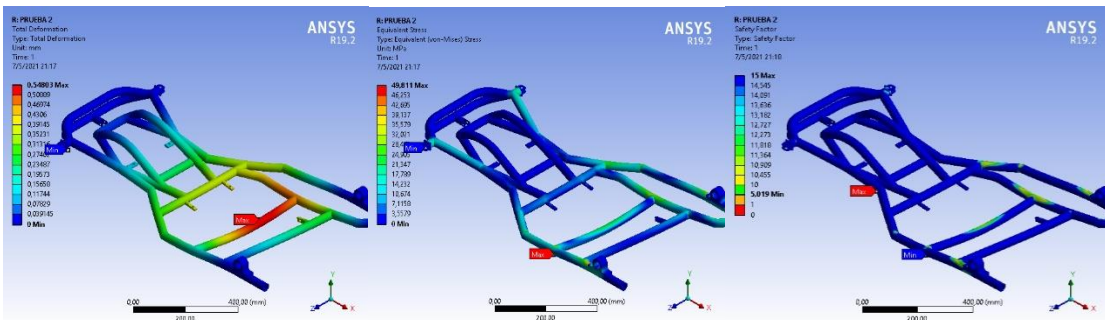 R: PRUEBA 2
Total Deformation
Type: Total Deformation
Unit: mm
Time: 1
7/5/2021 21:17
ANSYS
R19.2
0,54803 Max
0,50889
0,46974
0,4306
0,39145
0,35231
0,23487
0,19573
0,15658
0,11744
0,07829
0,039145
0 Min
Min
Max
0,00
400,00 (mm)
200,00
Y
Z
X
R: PRUEBA 2
Equivalent Stress
Type: Equivalent (von-Mises) Stress
Unit: MPa
Time: 1
7/5/2021 21:17
ANSYS
R19.2
49,811 Max
46,253
42,695
39,137
35,579
32,021
24,905
21,347
17,789
14,232
10,674
7,1158
3,5579
0 Min
Min
Max
0,00
400,00 (mm)
200,00
Y
Z
X
R: PRUEBA 2
Safety Factor
Type: Safety Factor
Time: 1
7/5/2021 21:18
ANSYS
R19.2
15 Max
14,545
14,091
13,636
13,182
12,727
12,273
11,818
11,364
10,909
10,455
10
5,019 Min
1
0
Max
Min
0,00
400,00 (mm)
200,00
Y
Z
X